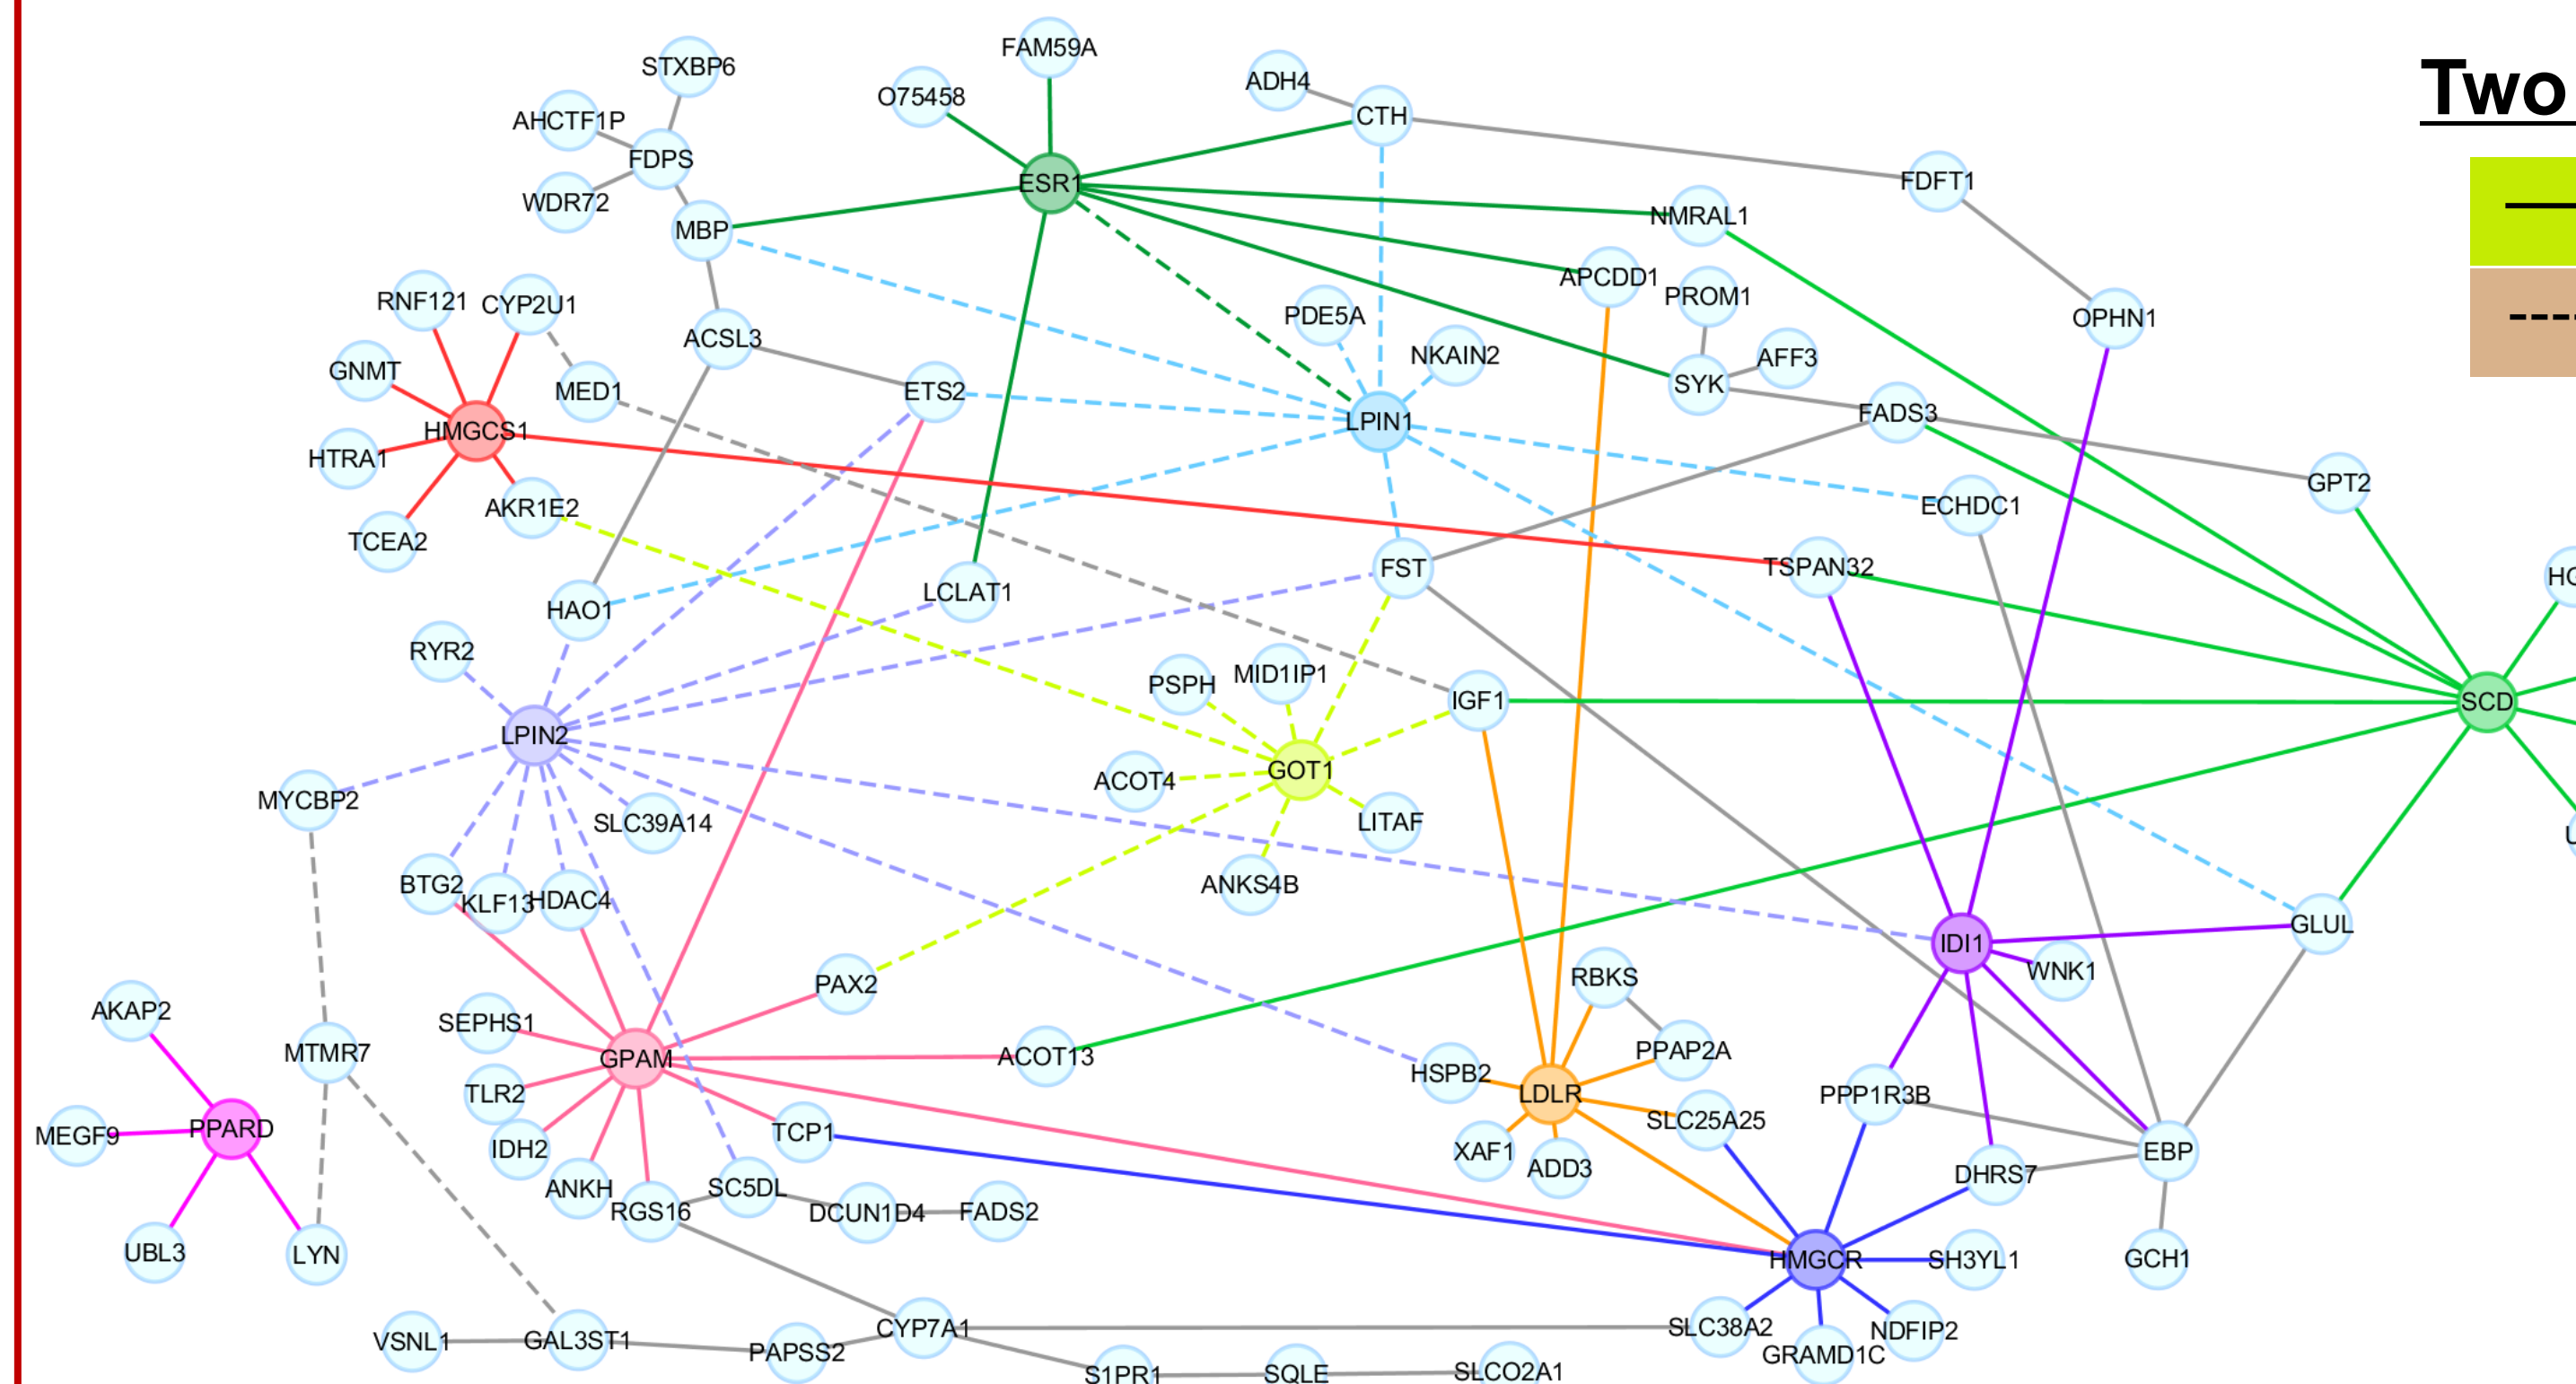 FAM59A
STXBP6
ADH4
O75458
Two
AHCTF1P
CTH
FDPS
FDFT1
ESR1
WDR72
NMRAL1
MBP
APCDD1
PROM1
RNF121
CYP2U1
PDE5A
OPHN1
ACSL3
NKAIN2
AFF3
GNMT
MED1
ETS2
SYK
LPIN1
FADS3
HMGCS1
HTRA1
GPT2
AKR1E2
ECHDC1
TCEA2
FST
TSPAN32
LCLAT1
HAO1
RYR2
MID1IP1
PSPH
IGF1
SCD
LPIN2
GOT1
ACOT4
MYCBP2
SLC39A14
LITAF
BTG2
ANKS4B
KLF13
HDAC4
GLUL
IDI1
WNK1
RBKS
PAX2
AKAP2
SEPHS1
MTMR7
PPAP2A
GPAM
ACOT13
HSPB2
TLR2
LDLR
PPP1R3B
SLC25A25
PPARD
MEGF9
TCP1
IDH2
XAF1
EBP
ADD3
DHRS7
ANKH
SC5DL
RGS16
DCUN1D4
FADS2
UBL3
LYN
HMGCR
SH3YL1
GCH1
CYP7A1
SLC38A2
NDFIP2
VSNL1
GAL3ST1
PAPSS2
GRAMD1C
S1PR1
SQLE
SLCO2A1